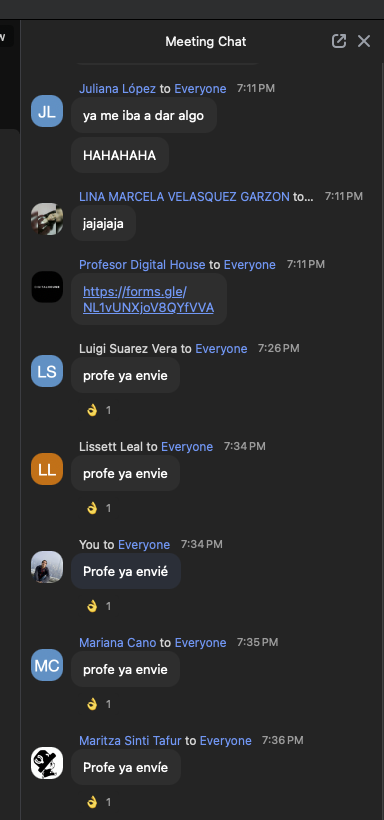 w
Meeting Chat
Juliana López to Everyone 7:11 PM
JL
ya me iba a dar algo
HAHAHAHA
LINA MARCELA VELASQUEZ GARZON to... 7:11 PM
jajajaja
Profesor Digital House to Everyone 7:11 PM
https://forms.gle/
NL1vUNXjoV8QYfVVA
Luigi Suarez Vera to Everyone 7:26 PM
LS
profe ya envie
👌 1
Lissett Leal to Everyone 7:34 PM
LL
profe ya envie
👌 1
You to Everyone 7:34 PM
Profe ya envié
👌 1
Mariana Cano to Everyone 7:35 PM
MC
profe ya envie
👌 1
Maritza Sinti Tafur to Everyone 7:36 PM
Profe ya envíe
👌 1